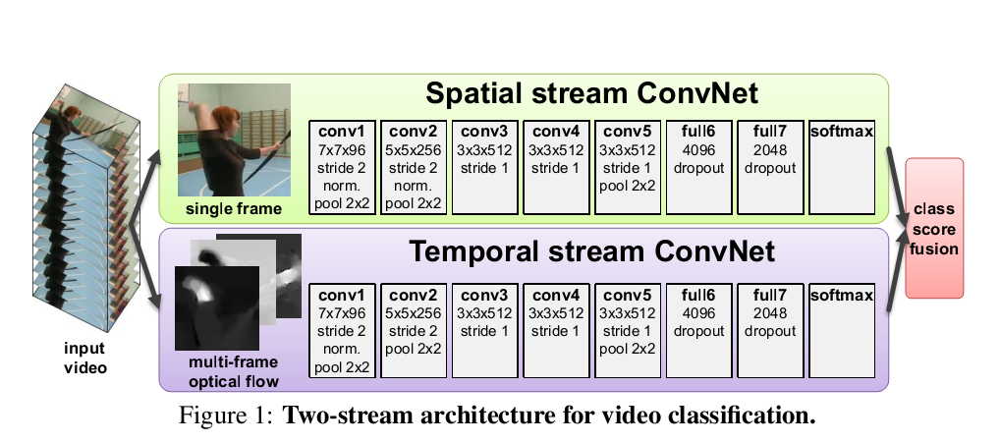 Spatial stream ConvNet
conv1
7x7x96
stride 2
norm.
pool 2x2
conv2
5x5x256
stride 2
norm.
pool 2x2
conv3
3x3x512
stride 1
conv4
3x3x512
stride 1
conv5
3x3x512
stride 1
pool 2x2
full6
4096
dropout
full7
2048
dropout
softmax
single frame
Temporal stream ConvNet
conv1
7x7x96
stride 2
norm.
pool 2x2
conv2
5x5x256
stride 2
pool 2x2
conv3
3x3x512
stride 1
conv4
3x3x512
stride 1
conv5
3x3x512
stride 1
pool 2x2
full6
4096
dropout
full7
2048
dropout
softmax
multi-frame
optical flow
input
video
class
score
fusion
Figure 1: Two-stream architecture for video classification.